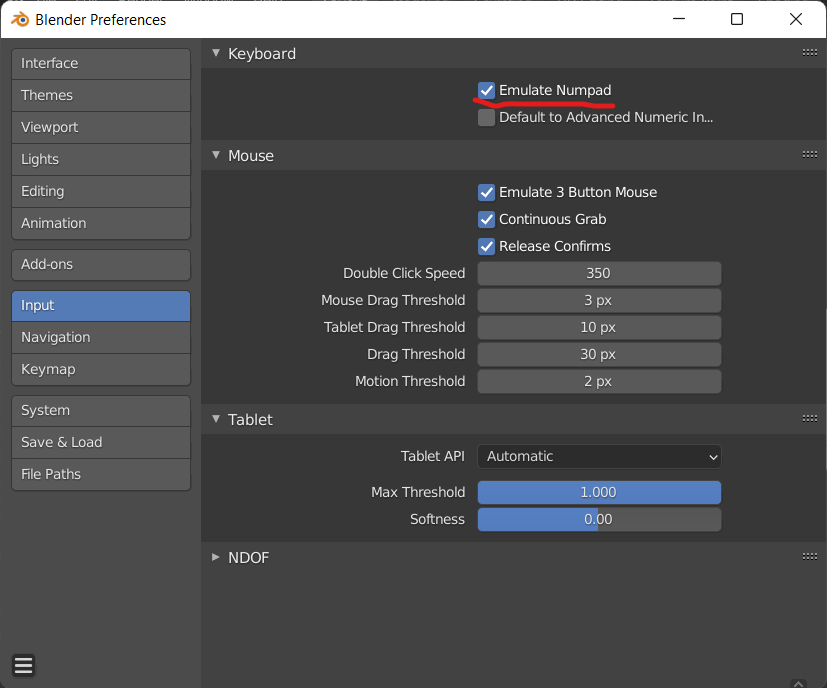 Blender Preferences
Interface
Themes
Viewport
Lights
Editing
Animation
Add-ons
Input
Navigation
Keymap
System
Save & Load
File Paths
Keyboard
Emulate Numpad
Default to Advanced Numeric In...
Mouse
Emulate 3 Button Mouse
Continuous Grab
Release Confirms
Double Click Speed 350
Mouse Drag Threshold 3 px
Tablet Drag Threshold 10 px
Drag Threshold 30 px
Motion Threshold 2 px
Tablet
Tablet API Automatic
Max Threshold 1.000
Softness 0.00
NDOF